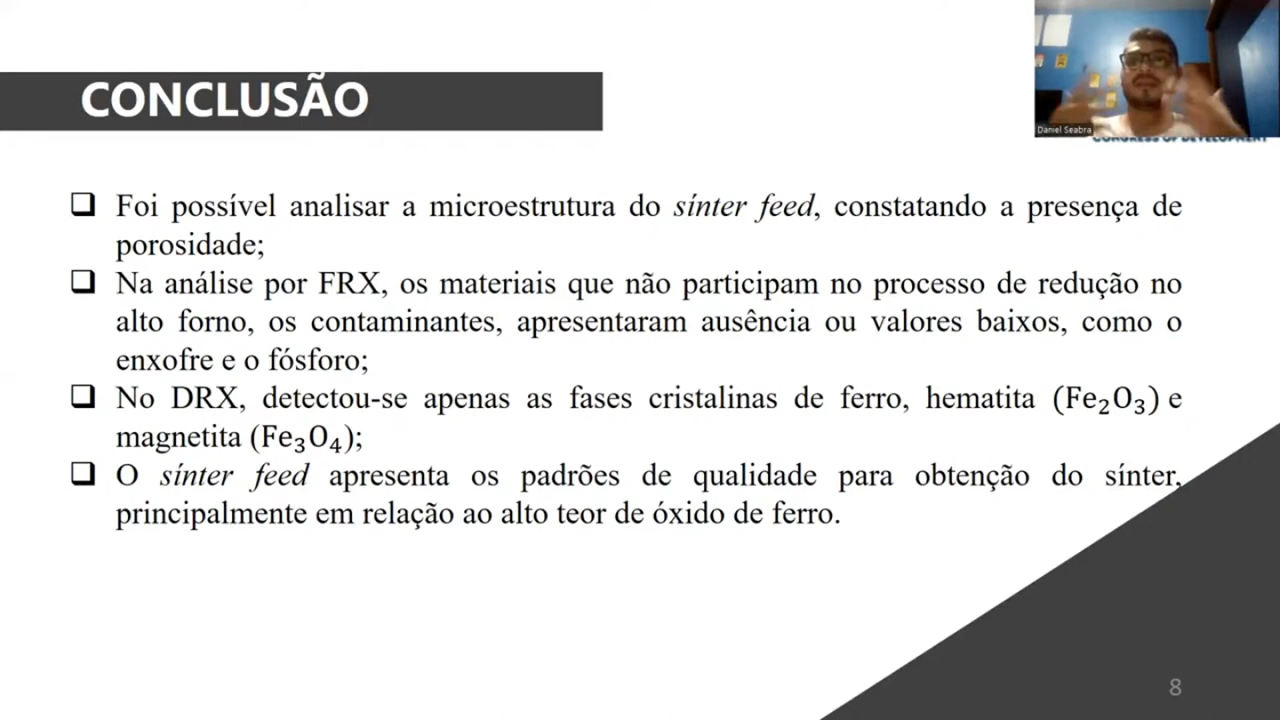 CONCLUSÃO
Daniel Seabra
CONGRESS OF DEVELOPMENT
❑ Foi possível analisar a microestrutura do sínter feed, constatando a presença de
porosidade;
❑ Na análise por FRX, os materiais que não participam no processo de redução no
alto forno, os contaminantes, apresentaram ausência ou valores baixos, como o
enxofre e o fósforo;
❑ No DRX, detectou-se apenas as fases cristalinas de ferro, hematita (Fe₂O₃) e
magnetita (Fe₃O₄);
❑ O sínter feed apresenta os padrões de qualidade para obtenção do sínter,
principalmente em relação ao alto teor de óxido de ferro.
8